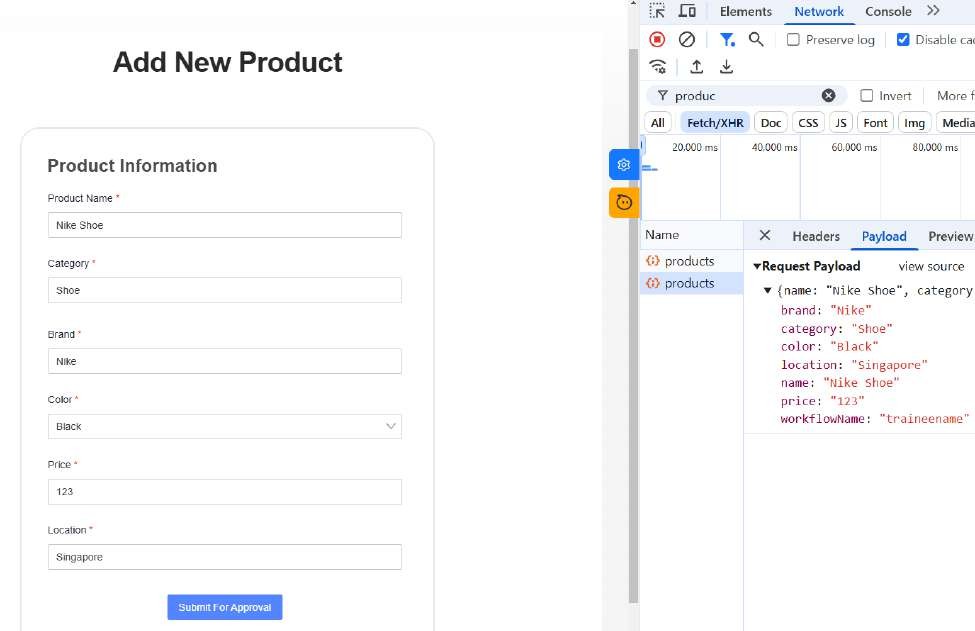 Add New Product
Product Information
Product Name *
Nike Shoe
Category *
Shoe
Brand *
Nike
Color *
Black
Price *
123
Location *
Singapore
Submit For Approval
Elements Network Console
Preserve log Disable cac
produc Invert More f
All Fetch/XHR Doc CSS JS Font Img Media
20,000 ms 40,000 ms 60,000 ms 80,000 ms
Name
products
products
Headers Payload Preview
Request Payload view source
{name: "Nike Shoe", category
brand: "Nike"
category: "Shoe"
color: "Black"
location: "Singapore"
name: "Nike Shoe"
price: "123"
workflowName: "traineename"